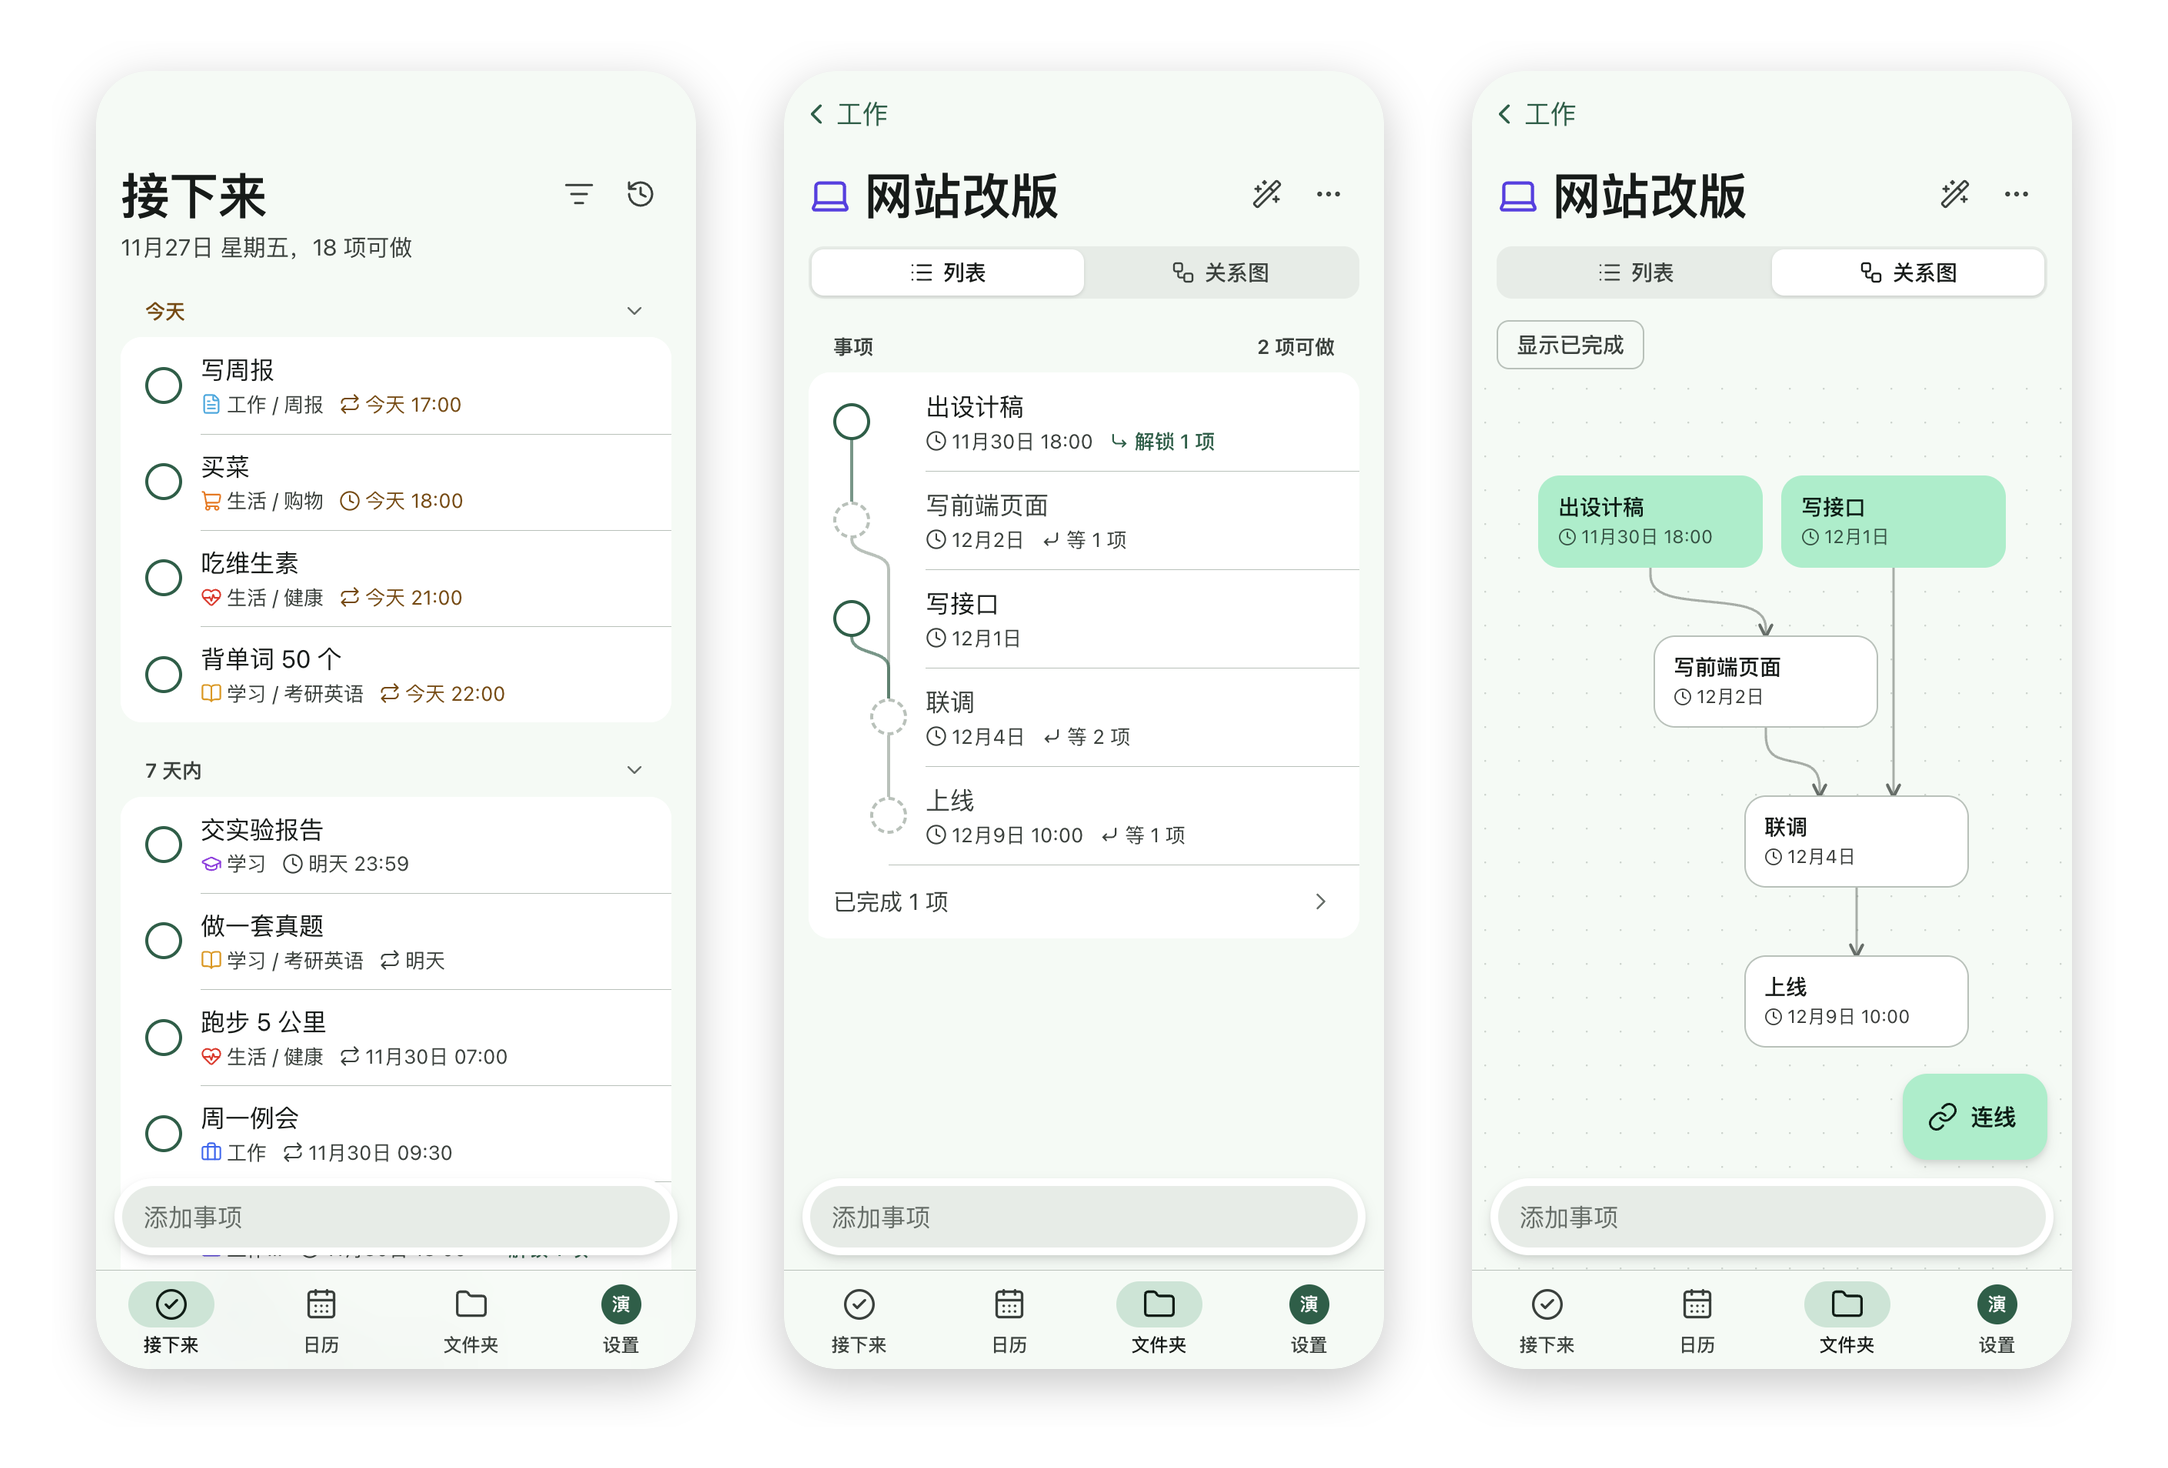 接下来
11月27日 星期五，18 项可做
今天
写周报
工作 / 周报 今天 17:00
买菜
生活 / 购物 今天 18:00
吃维生素
生活 / 健康 今天 21:00
背单词 50 个
学习 / 考研英语 今天 22:00
7 天内
交实验报告
学习 明天 23:59
做一套真题
学习 / 考研英语 明天
跑步 5 公里
生活 / 健康 11月30日 07:00
周一例会
工作 11月30日 09:30
添加事项
接下来
日历
文件夹
演
设置
工作
网站改版
列表
关系图
事项
2 项可做
出设计稿
11月30日 18:00 解锁 1 项
写前端页面
12月2日 等 1 项
写接口
12月1日
联调
12月4日 等 2 项
上线
12月9日 10:00 等 1 项
已完成 1 项
添加事项
接下来
日历
文件夹
演
设置
工作
网站改版
列表
关系图
显示已完成
出设计稿
11月30日 18:00
写接口
12月1日
写前端页面
12月2日
联调
12月4日
上线
12月9日 10:00
连线
添加事项
接下来
日历
文件夹
演
设置